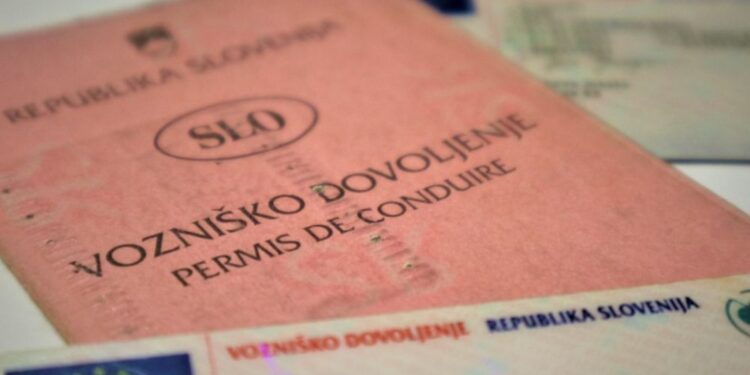 REPUBLIKA SLOVENIJA
SLO
VOZNIŠKO DOVOLJENJE
PERMIS DE CONDUIRE
VOZNIŠKO DOVOLJENJE REPUBLIKA SLOVENIJA